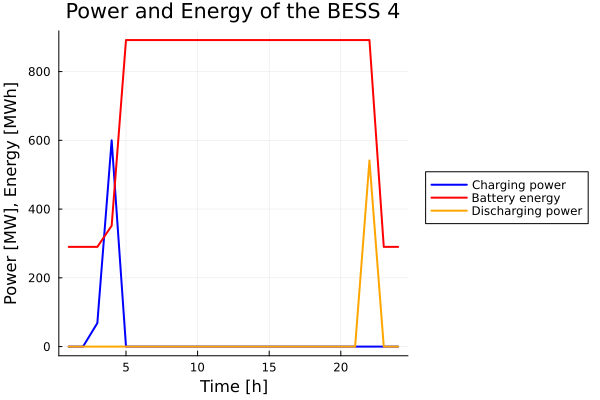 Power and Energy of the BESS 4
Power [MW], Energy [MWh]
800
600
400
200
0
5
10
15
20
Time [h]
Charging power
Battery energy
Discharging power